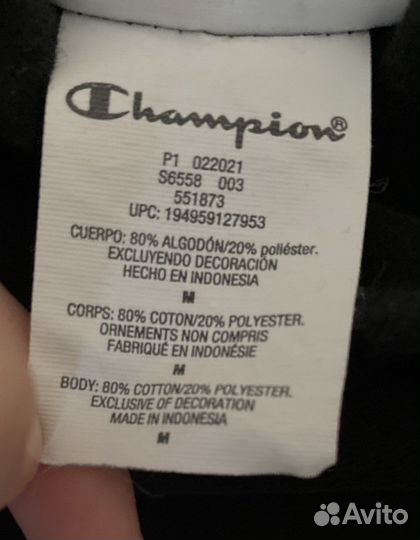 Champion®
P1 022021
S6558 003
551873
UPC: 194959127953
CUERPO: 80% ALGODÓN/20% poliéster.
EXCLUYENDO DECORACIÓN
HECHO EN INDONESIA
M
CORPS: 80% COTON/20% POLYESTER.
ORNEMENTS NON COMPRIS
FABRIQUÉ EN INDONÉSIE
M
BODY: 80% COTTON/20% POLYESTER.
EXCLUSIVE OF DECORATION
MADE IN INDONESIA
M
Avito